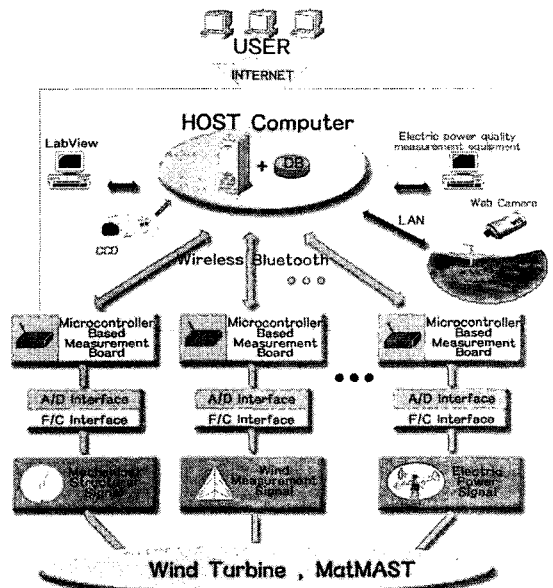 USER
INTERNET
HOST Computer
LabView
+ DB
Electric power quality
measurement equipment
Web Camera
LAN
CCD
Wireless Bluetooth
Microcontroller
Based
Measurement
Board
Microcontroller
Based
Measurement
Board
Microcontroller
Based
Measurement
Board
A/D Interface
F/C Interface
A/D Interface
F/C Interface
A/D Interface
F/C Interface
Structural
Signal
Wind
Measurement
Signal
Electric
Power
Signal
Wind Turbine , MatMAST